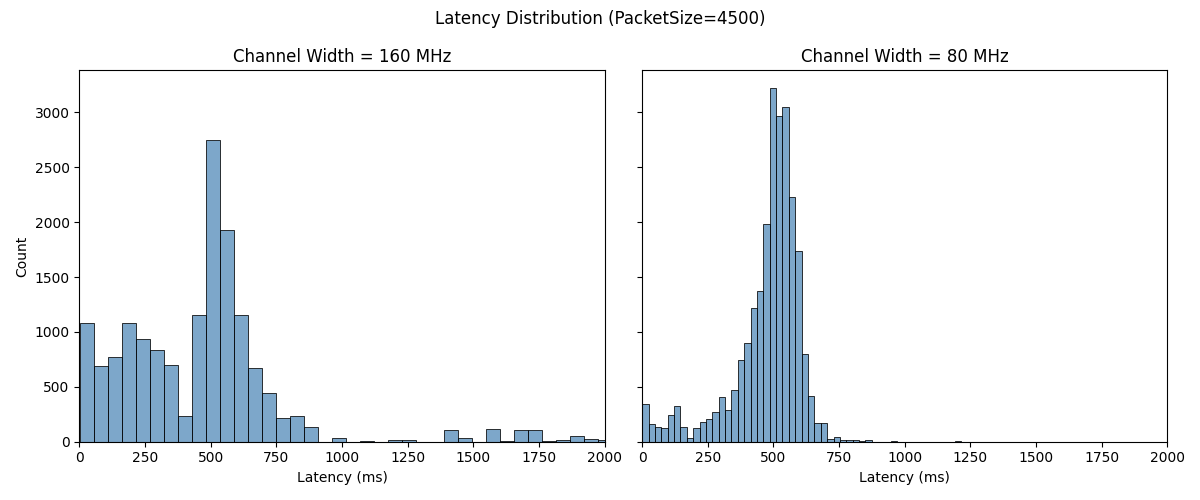 Latency Distribution (PacketSize=4500)
Channel Width = 160 MHz
Channel Width = 80 MHz
Count
3000
2500
2000
1500
1000
500
0
0 250 500 750 1000 1250 1500 1750 2000
0 250 500 750 1000 1250 1500 1750 2000
Latency (ms)
Latency (ms)